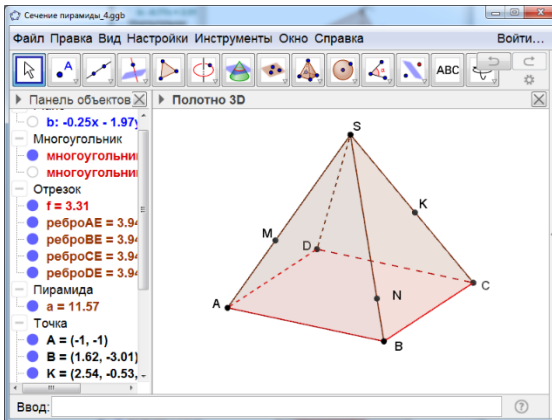 Сечение пирамиды_4.ggb
Файл Правка Вид Настройки Инструменты Окно Справка Войти...
A
ABC
Панель объектов
Полотно 3D
b: -0.25x - 1.97y
Многоугольник
многоугольни
многоугольни
Отрезок
f = 3.31
реброAE = 3.94
реброBE = 3.94
реброCE = 3.94
реброDE = 3.94
Пирамида
a = 11.57
Точка
A = (-1, -1)
B = (1.62, -3.01)
K = (2.54, -0.53,
S
K
M
D
C
A
N
B
Ввод: